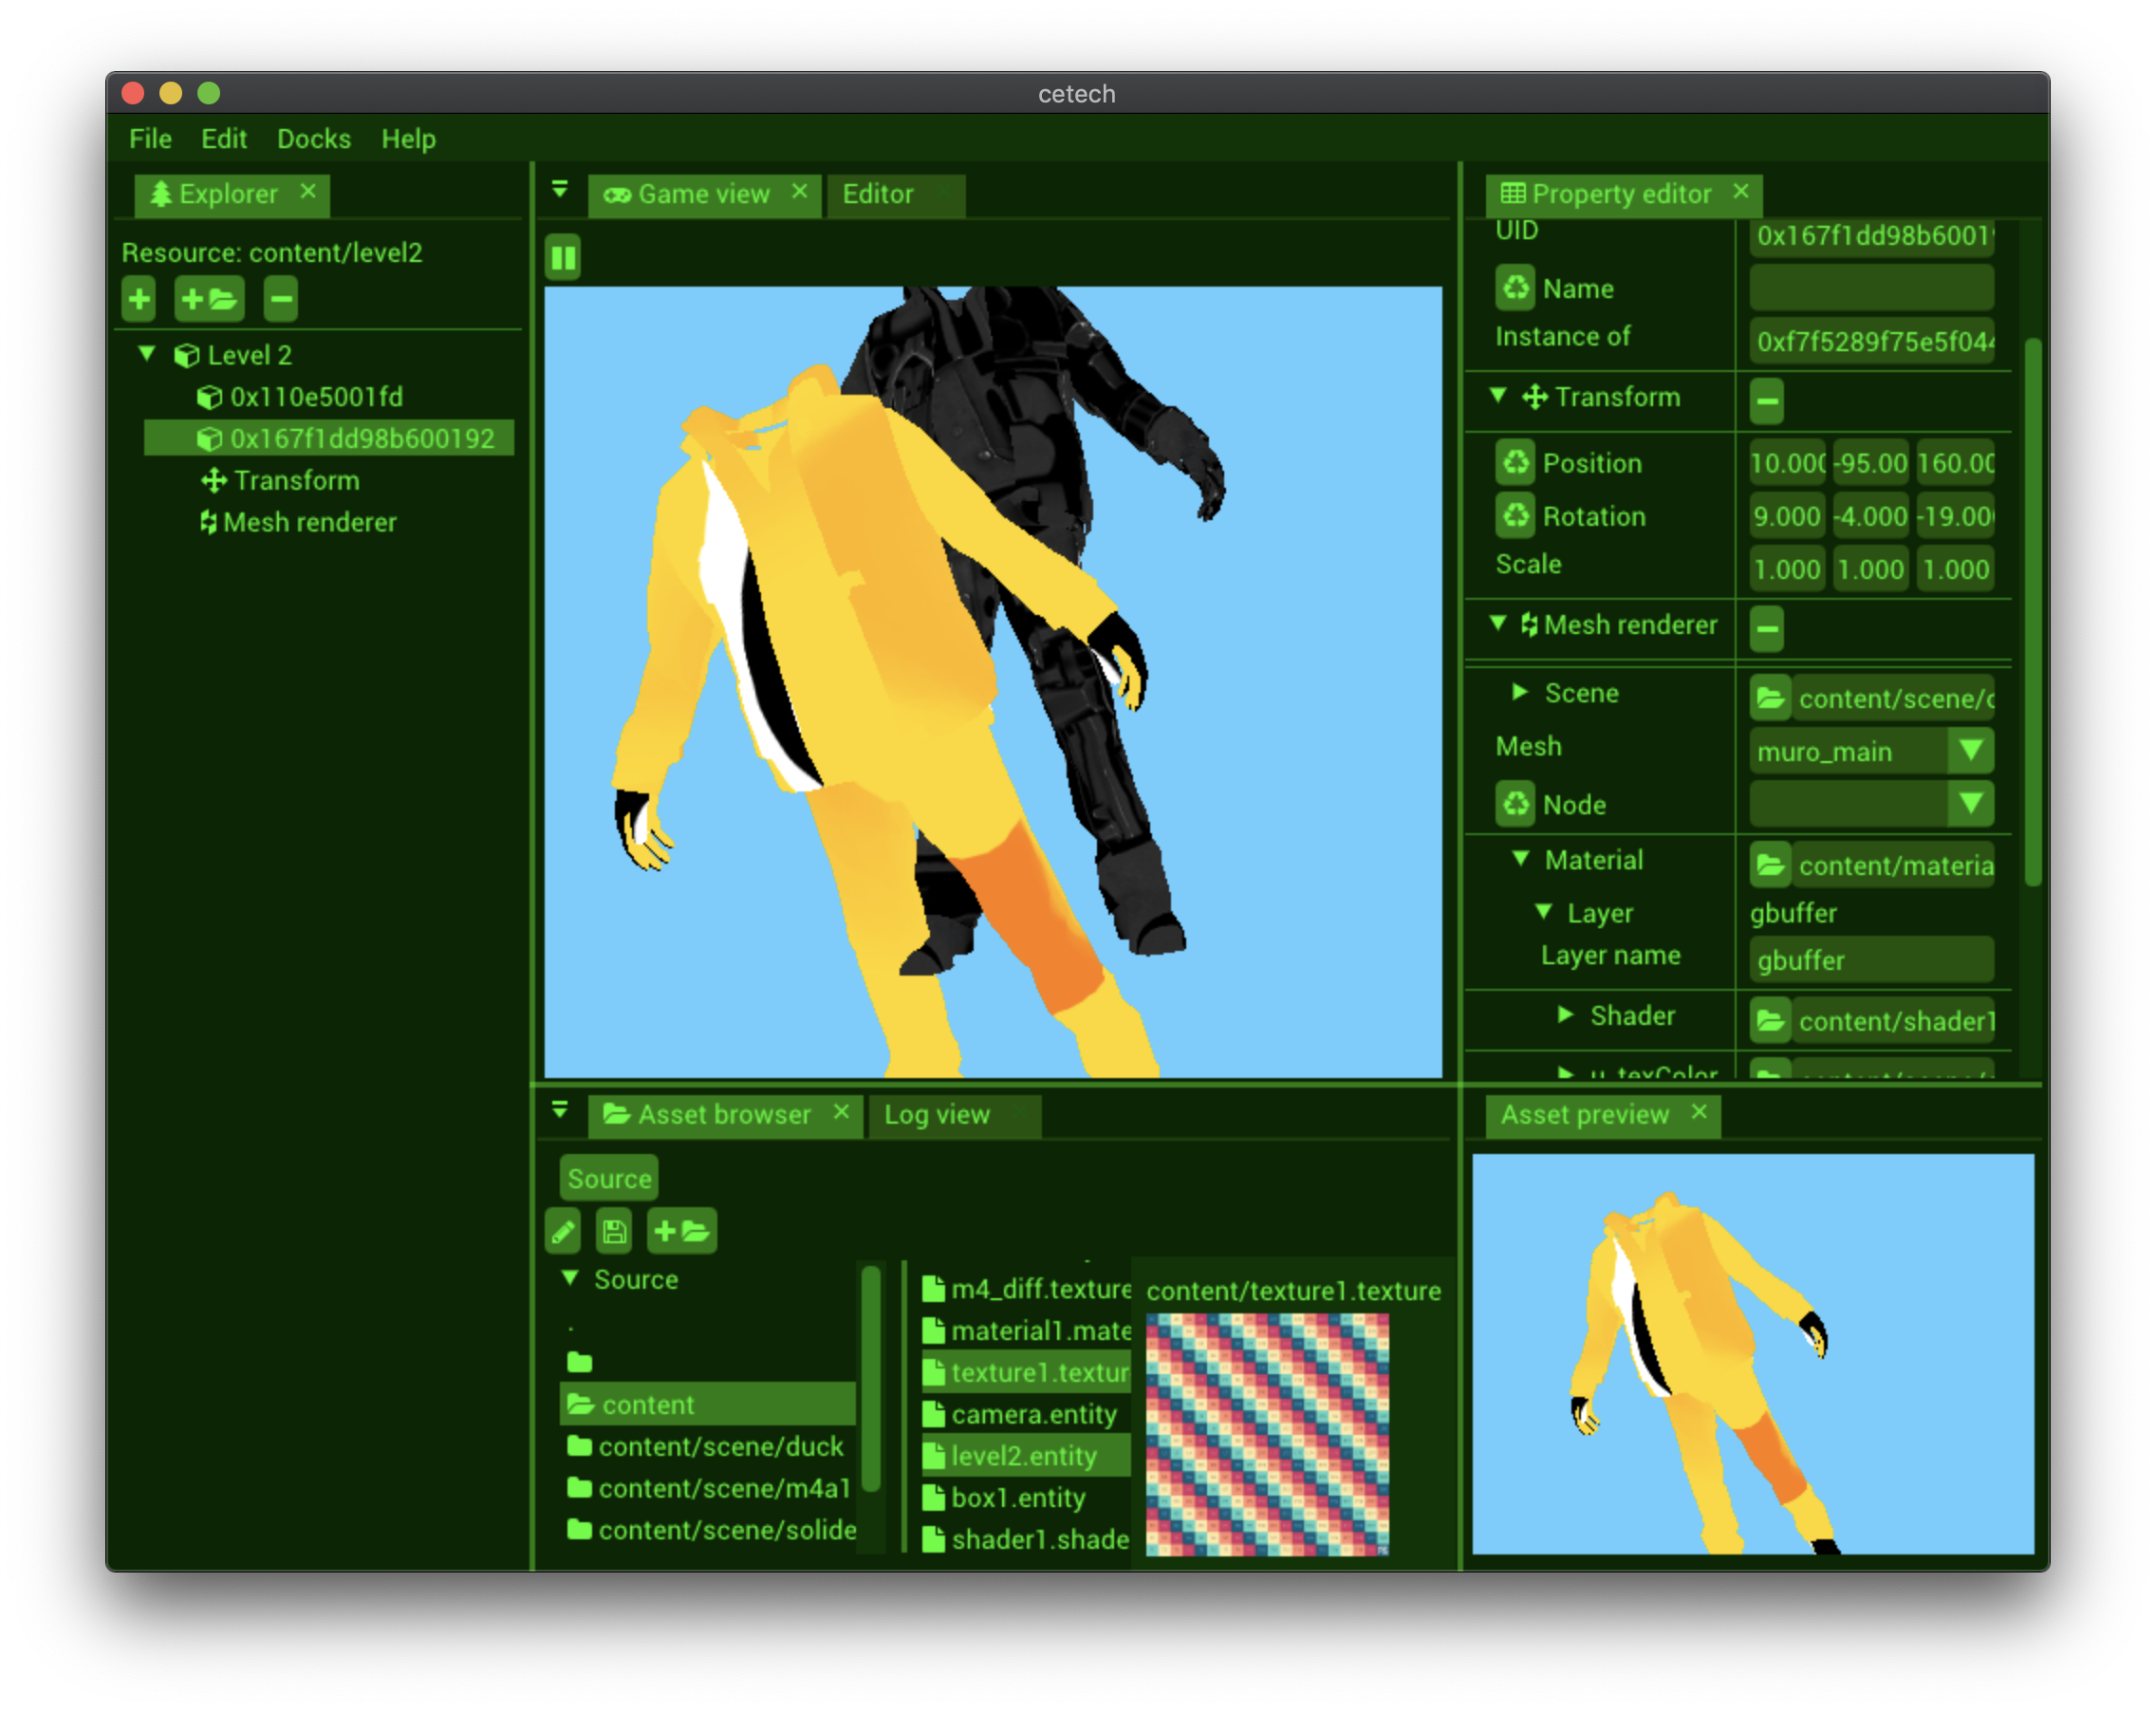 cetech
File Edit Docks Help
Explorer
Resource: content/level2
Level 2
0x110e5001fd
0x167f1dd98b600192
Transform
Mesh renderer
Game view
Editor
Property editor
UID
0x167f1dd98b6001
Name
Instance of
0xf7f5289f75e5f04
Transform
Position
10.000 -95.00 160.00
Rotation
9.000 -4.000 -19.00
Scale
1.000 1.000 1.000
Mesh renderer
Scene
content/scene/
Mesh
muro_main
Node
Material
content/materia
Layer
gbuffer
Layer name
gbuffer
Shader
content/shader1
u_texColor
Asset browser
Log view
Source
Source
.
content
content/scene/duck
content/scene/m4a1
content/scene/solide
m4_diff.texture
material1.mate
texture1.textur
camera.entity
level2.entity
box1.entity
shader1.shade
content/texture1.texture
Asset preview